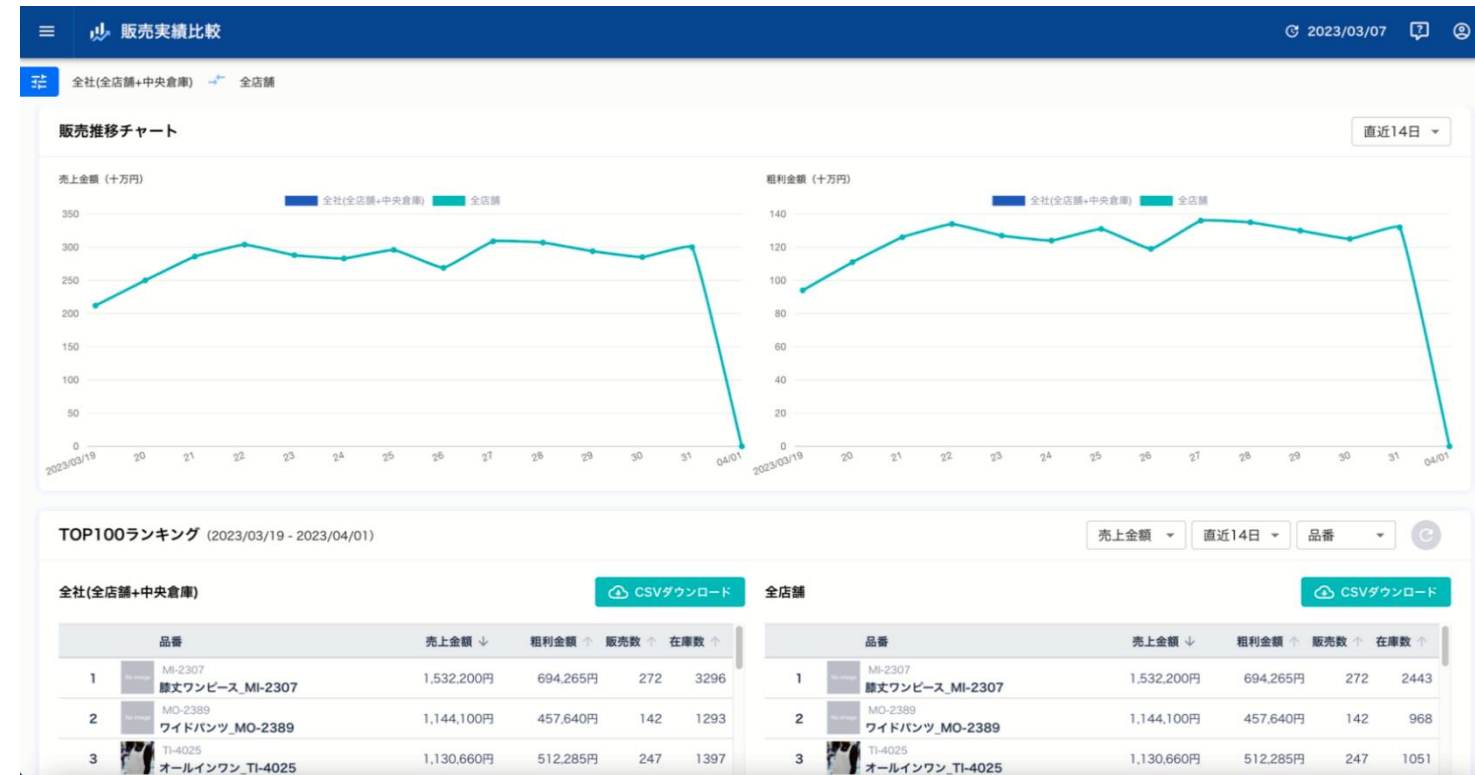 販売実績比較
2023/03/07
全社(全店舗+中央倉庫) 全店舗
販売推移チャート
直近14日
売上金額（十万円）
全社(全店舗+中央倉庫) 全店舗
350
300
250
200
150
100
50
0
2023/03/19 20 21 22 23 24 25 26 27 28 29 30 31 04/01
粗利金額（十万円）
全社(全店舗+中央倉庫) 全店舗
140
120
100
80
60
40
20
0
2023/03/19 20 21 22 23 24 25 26 27 28 29 30 31 04/01
TOP100ランキング（2023/03/19 - 2023/04/01）
売上金額 直近14日 品番
全社(全店舗+中央倉庫) CSVダウンロード
品番 売上金額 ↓ 粗利金額 ↑ 販売数 ↑ 在庫数 ↑
MI-2307
1 No image 膝丈ワンピース_MI-2307 1,532,200円 694,265円 272 3296
MO-2389
2 No image ワイドパンツ_MO-2389 1,144,100円 457,640円 142 1293
TI-4025
3 オールインワン_TI-4025 1,130,660円 512,285円 247 1397
全店舗 CSVダウンロード
品番 売上金額 ↓ 粗利金額 ↑ 販売数 ↑ 在庫数 ↑
MI-2307
1 No image 膝丈ワンピース_MI-2307 1,532,200円 694,265円 272 2443
MO-2389
2 No image ワイドパンツ_MO-2389 1,144,100円 457,640円 142 968
TI-4025
3 オールインワン_TI-4025 1,130,660円 512,285円 247 1051